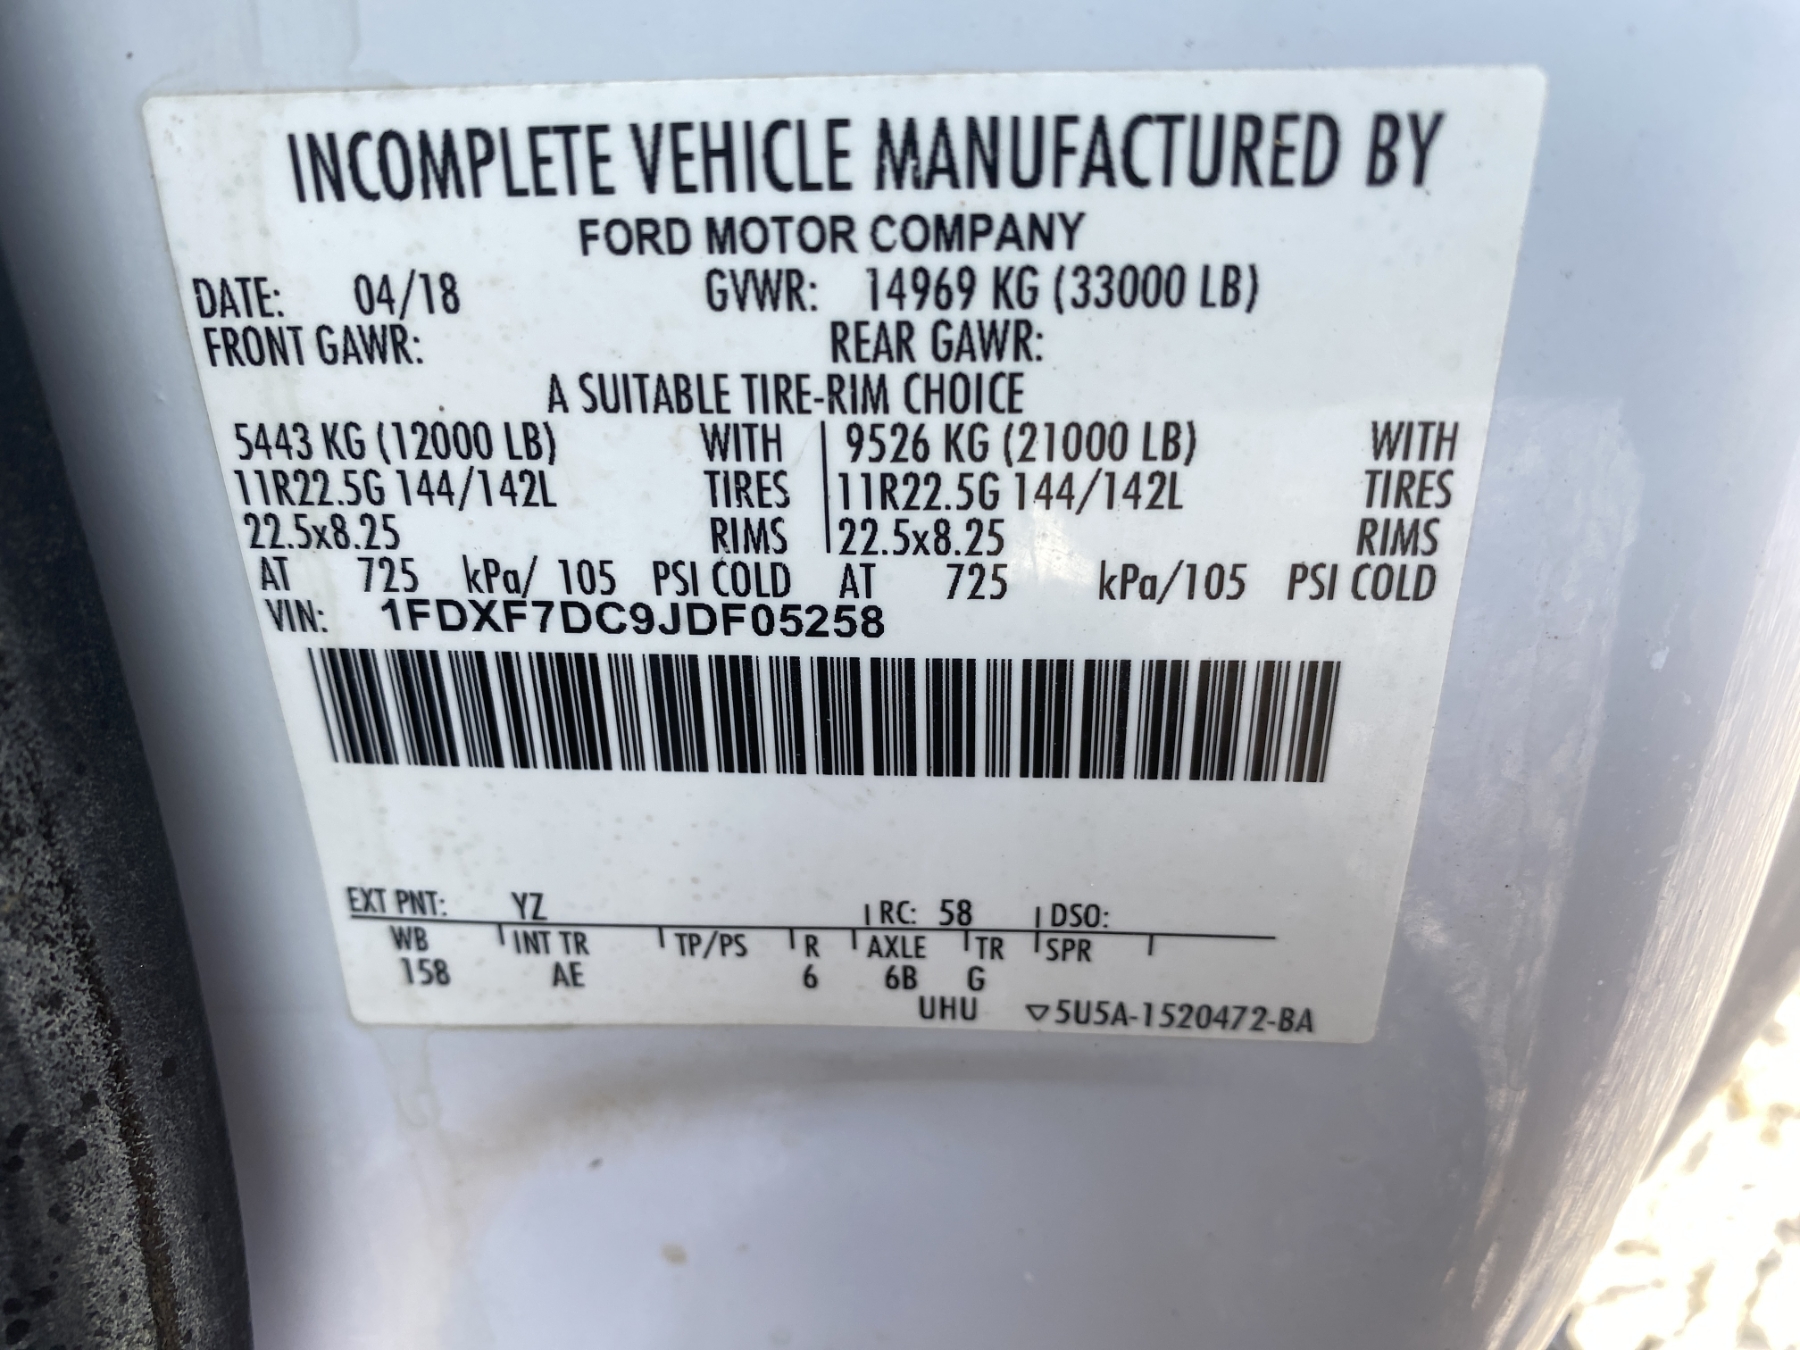 INCOMPLETE VEHICLE MANUFACTURED BY
FORD MOTOR COMPANY
DATE: 04/18 GVWR: 14969 KG (33000 LB)
FRONT GAWR: REAR GAWR:
A SUITABLE TIRE-RIM CHOICE
5443 KG (12000 LB) WITH 9526 KG (21000 LB) WITH
11R22.5G 144/142L TIRES 11R22.5G 144/142L TIRES
22.5x8.25 RIMS 22.5x8.25 RIMS
AT 725 kPa/ 105 PSI COLD AT 725 kPa/105 PSI COLD
VIN: 1FDXF7DC9JDF05258
EXT PNT: YZ RC: 58 DSO:
WB INT TR TP/PS R AXLE TR SPR
158 AE 6 6B G
UHU ▽5U5A-1520472-BA